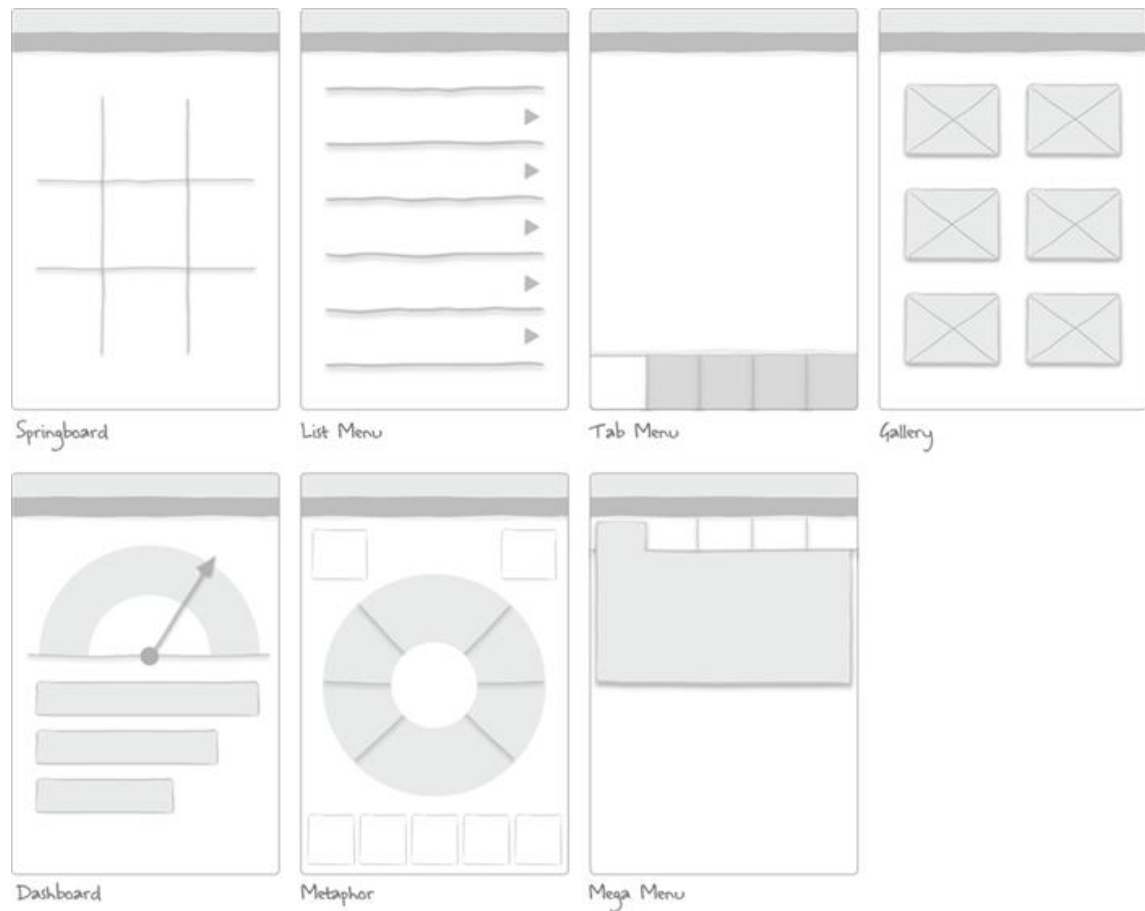 Springboard
List Menu
Tab Menu
Gallery
Dashboard
Metaphor
Mega Menu